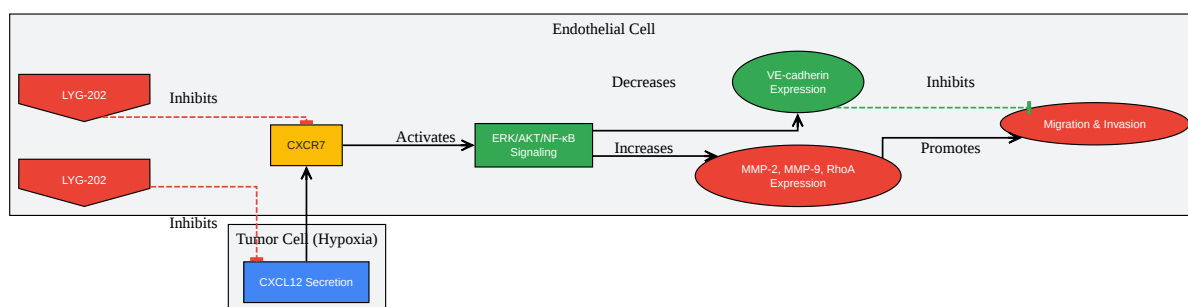 Endothelial Cell
LYG-202
Inhibits
CXCR7
Activates
ERK/AKT/NF-κB
Signaling
Decreases
VE-cadherin
Expression
Inhibits
Migration & Invasion
Increases
MMP-2, MMP-9, RhoA
Expression
Promotes
LYG-202
Inhibits
Tumor Cell (Hypoxia)
CXCL12 Secretion